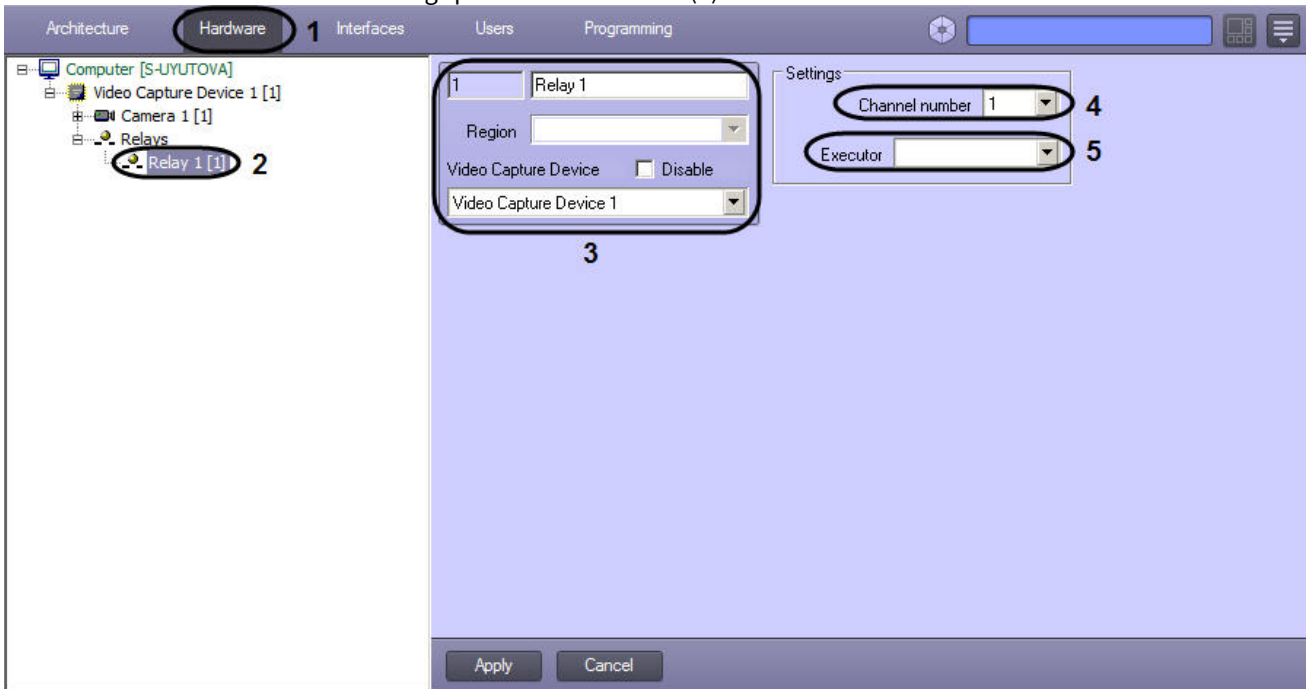 Architecture Hardware 1 Interfaces Users Programming
Computer [S-UYUTOVA]
Video Capture Device 1 [1]
Camera 1 [1]
Relays
Relay 1 [1] 2
1 Relay 1
Region
Video Capture Device Disable
Video Capture Device 1
3
Settings
Channel number 1 4
Executor 5
Apply Cancel